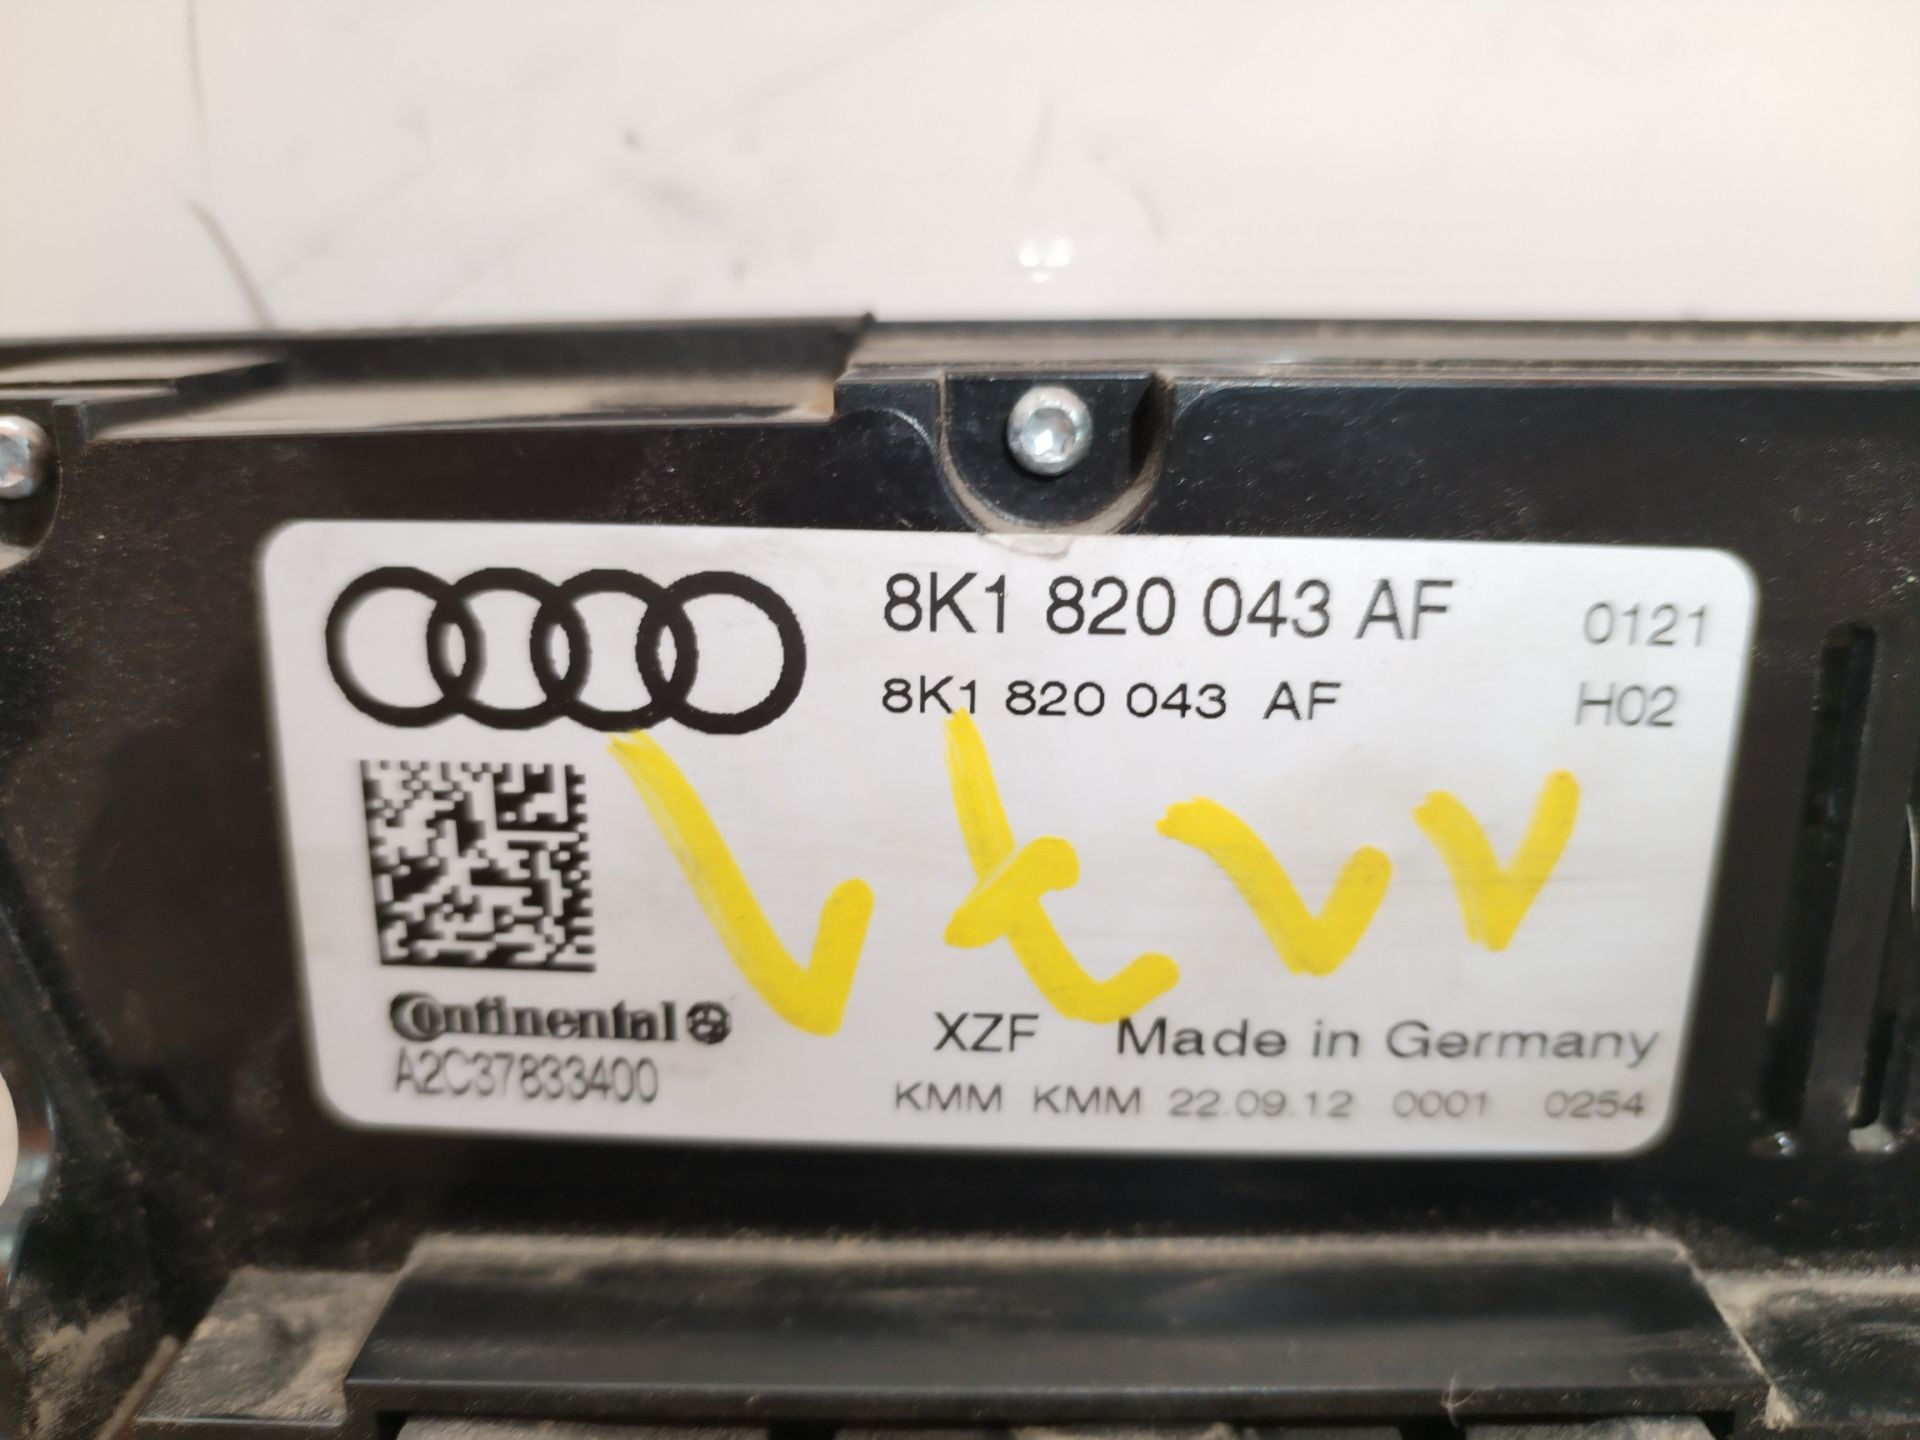 8K1 820 043 AF 0121
8K1 820 043 AF H02
Continental
A2C37833400
XZF Made in Germany
KMM KMM 22.09.12 0001 0254